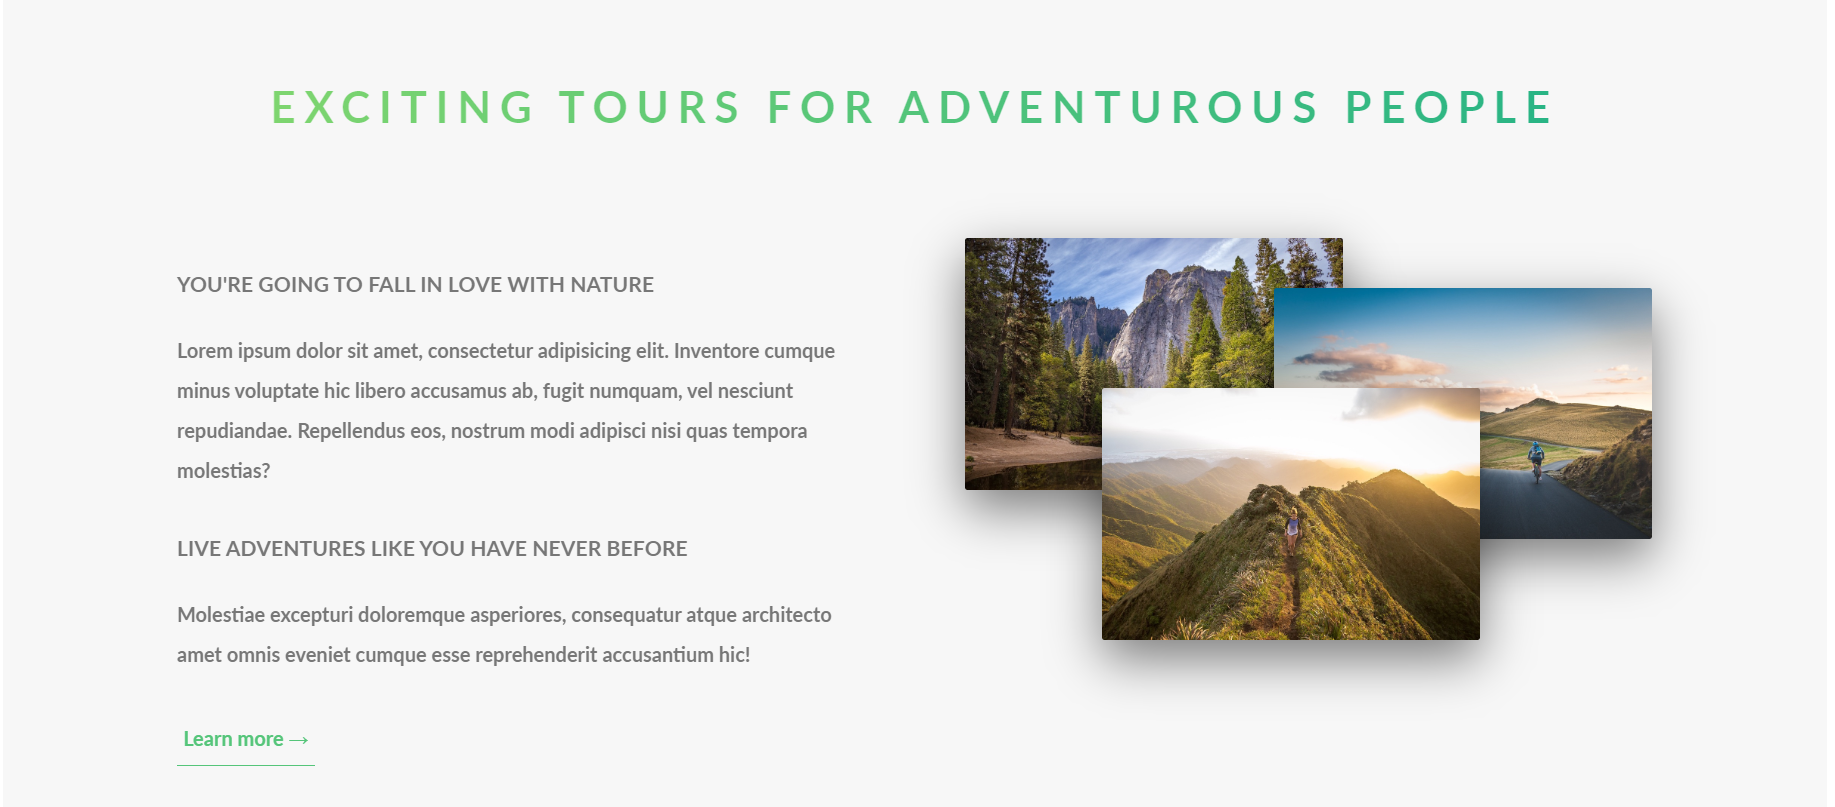 EXCITING TOURS FOR ADVENTUROUS PEOPLE
YOU'RE GOING TO FALL IN LOVE WITH NATURE
Lorem ipsum dolor sit amet, consectetur adipisicing elit. Inventore cumque
minus voluptate hic libero accusamus ab, fugit numquam, vel nesciunt
repudiandae. Repellendus eos, nostrum modi adipisci nisi quas tempora
molestias?
LIVE ADVENTURES LIKE YOU HAVE NEVER BEFORE
Molestiae excepturi doloremque asperiores, consequatur atque architecto
amet omnis eveniet cumque esse reprehenderit accusantium hic!
Learn more →